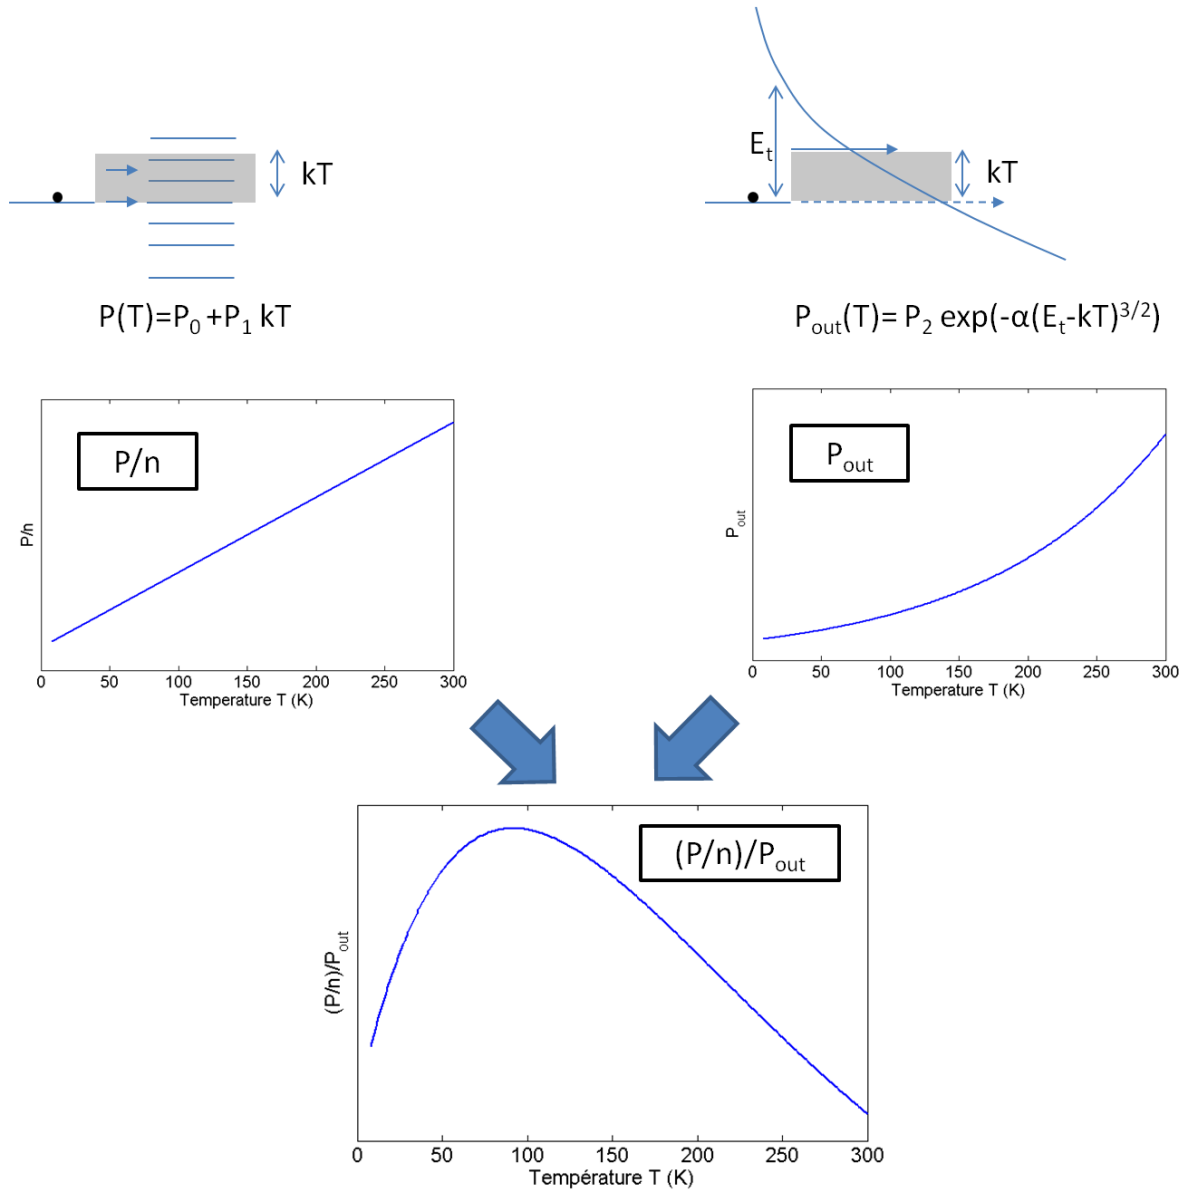 kT
E_t
kT
P(T)=P_0 +P_1 kT
P_out(T)= P_2 exp(-α(E_t-kT)^{3/2})
P/n
P/n
0 50 100 150 200 250 300
Temperature T (K)
P_out
P_out
0 50 100 150 200 250 300
Temperature T (K)
(P/n)/P_out
(P/n)/P_out
0 50 100 150 200 250 300
Température T (K)